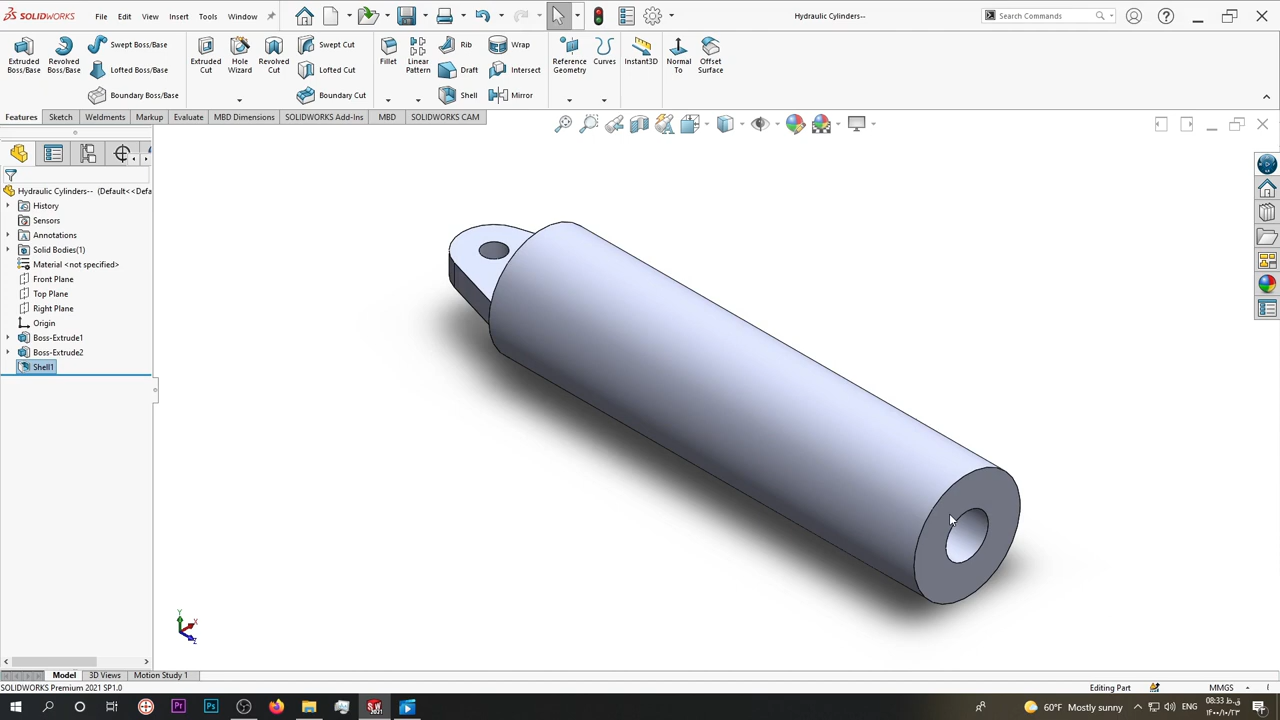 SOLIDWORKS File Edit View Insert Tools Window Hydraulic Cylinders-- Search Commands
Extruded Boss/Base
Revolved Boss/Base
Swept Boss/Base
Lofted Boss/Base
Boundary Boss/Base
Extruded Cut
Hole Wizard
Revolved Cut
Swept Cut
Lofted Cut
Boundary Cut
Fillet
Linear Pattern
Rib
Draft
Shell
Wrap
Intersect
Mirror
Reference Geometry
Curves
Instant3D
Normal To
Offset Surface
Features Sketch Weldments Markup Evaluate MBD Dimensions SOLIDWORKS Add-Ins MBD SOLIDWORKS CAM
Hydraulic Cylinders-- (Default<<Defa
History
Sensors
Annotations
Solid Bodies(1)
Material <not specified>
Front Plane
Top Plane
Right Plane
Origin
Boss-Extrude1
Boss-Extrude2
Shell1
Y
X
Z
Model 3D Views Motion Study 1
SOLIDWORKS Premium 2021 SP1.0 Editing Part MMGS
60°F Mostly sunny ENG 08:33 ق.ظ